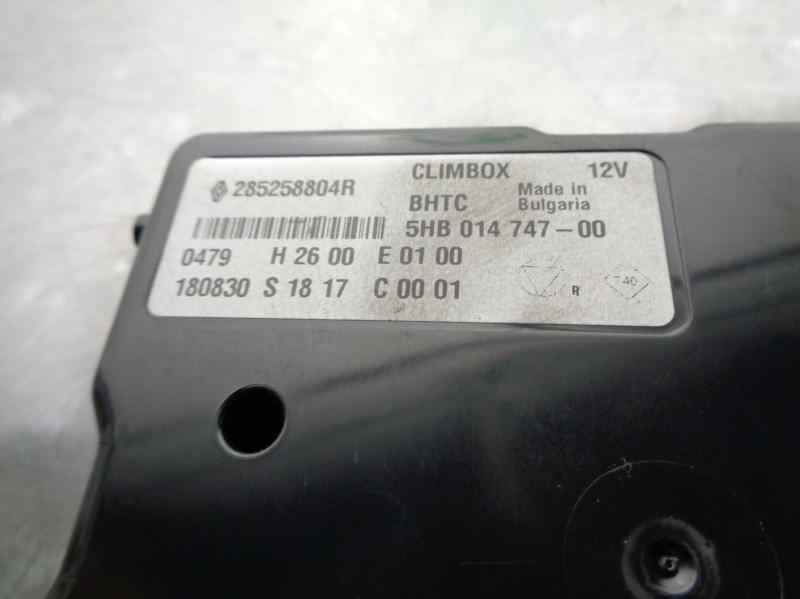 285258804R CLIMBOX 12V
BHTC Made in Bulgaria
5HB 014 747-00
0479 H 26 00 E 01 00
180830 S 18 17 C 00 01
R